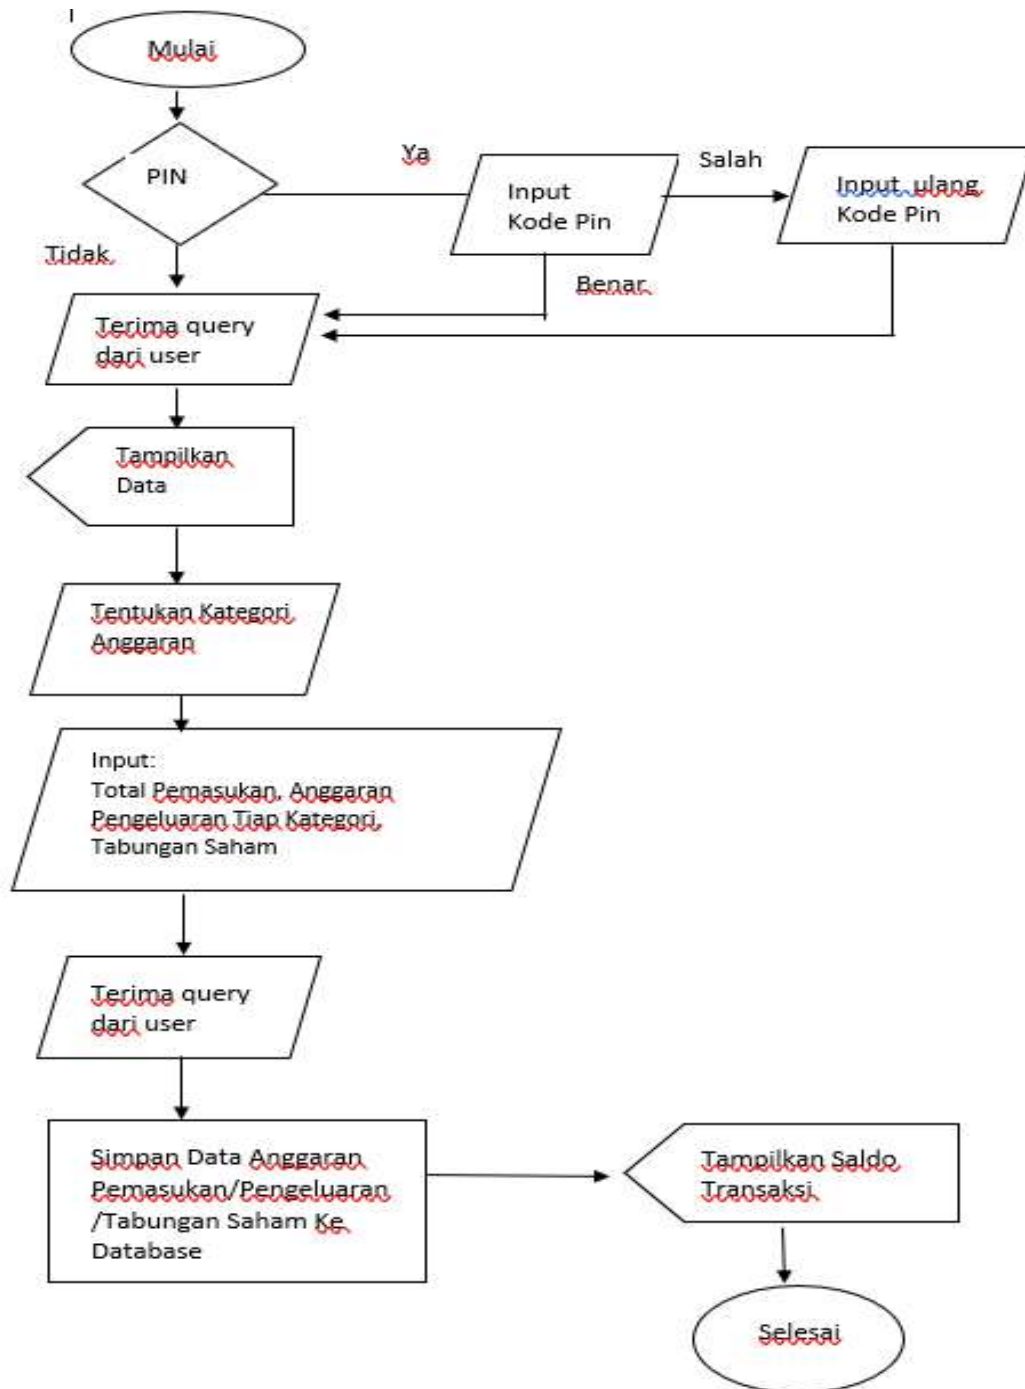 Mulai
PIN
Ya
Input
Kode Pin
Salah
Input ulang
Kode Pin
Tidak
Benar
Terima query
dari user
Tampilkan
Data
Tentukan Kategori
Anggaran
Input:
Total Pemasukan, Anggaran
Pengeluaran Tiap Kategori,
Tabungan Saham
Terima query
dari user
Simpan Data Anggaran
Pemasukan/Pengeluaran
/Tabungan Saham Ke
Database
Tampilkan Saldo
Transaksi
Selesai